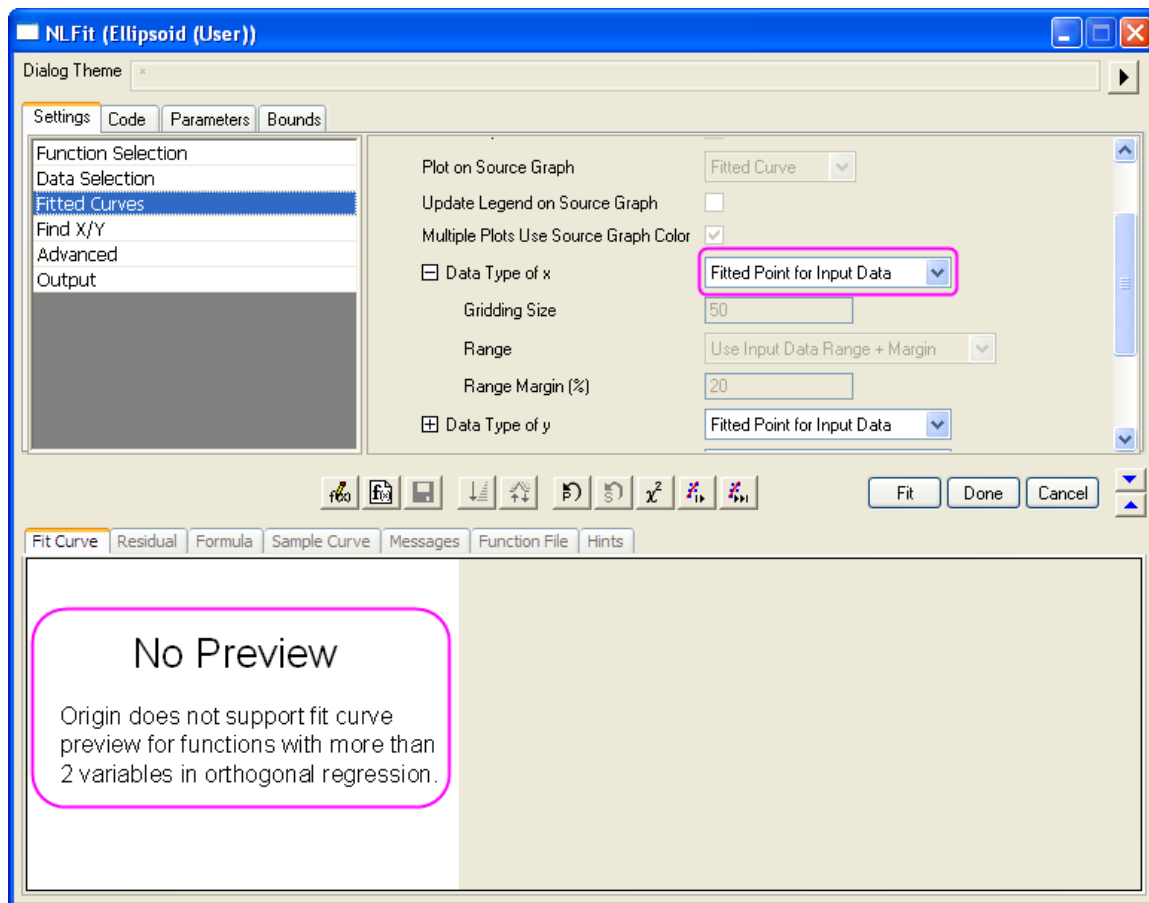 NLFit (Ellipsoid (User))
Dialog Theme *
Settings Code Parameters Bounds
Function Selection
Data Selection
Fitted Curves
Find X/Y
Advanced
Output
Plot on Source Graph Fitted Curve
Update Legend on Source Graph
Multiple Plots Use Source Graph Color
Data Type of x Fitted Point for Input Data
Gridding Size 50
Range Use Input Data Range + Margin
Range Margin (%) 20
Data Type of y Fitted Point for Input Data
Fit Done Cancel
Fit Curve Residual Formula Sample Curve Messages Function File Hints
No Preview
Origin does not support fit curve
preview for functions with more than
2 variables in orthogonal regression.